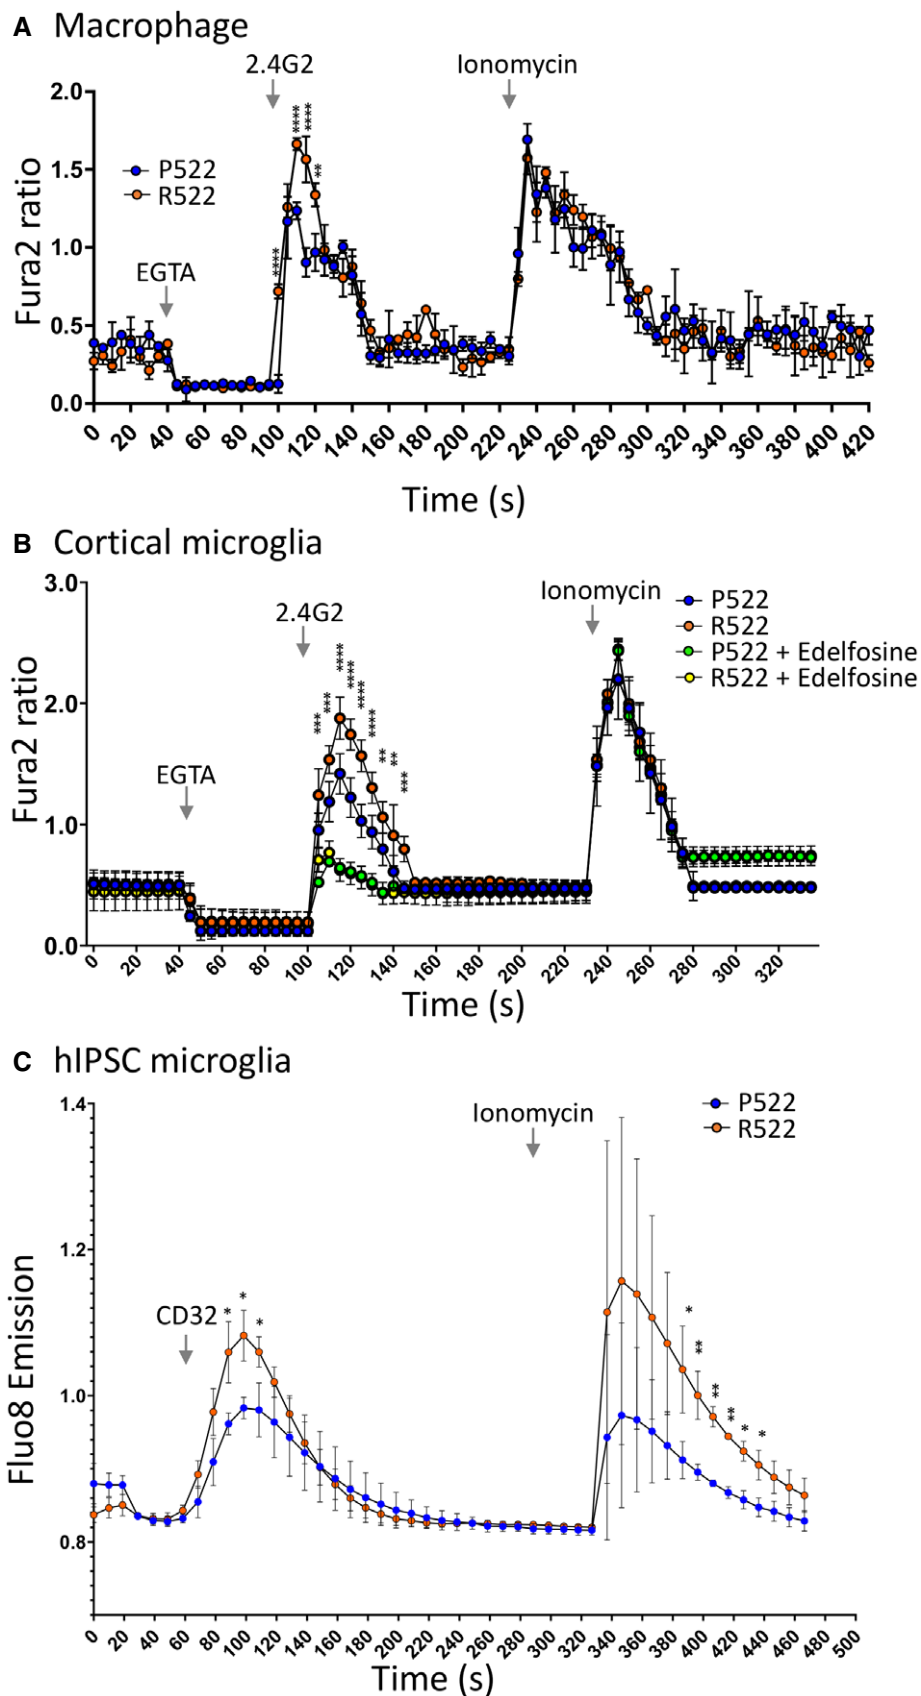 A Macrophage
2.4G2
Ionomycin
2.0
**** **** **
P522
R522
1.5
1.0
****
EGTA
0.5
0.0
Fura2 ratio
0 20 40 60 80 100 120 140 160 180 200 220 240 260 280 300 320 340 360 380 400 420
Time (s)
B Cortical microglia
3.0
2.4G2
Ionomycin
P522
R522
P522 + Edelfosine
R522 + Edelfosine
*** *** **** **** **** **** ** ** ***
2.0
EGTA
1.0
0.0
Fura2 ratio
0 20 40 60 80 100 120 140 160 180 200 220 240 260 280 300 320
Time (s)
C hIPSC microglia
1.4
Ionomycin
P522
R522
1.2
CD32
* * *
* ** ** ** * *
1.0
0.8
Fluo8 Emission
0 20 40 60 80 100 120 140 160 180 200 220 240 260 280 300 320 340 360 380 400 420 440 460 480 500
Time (s)